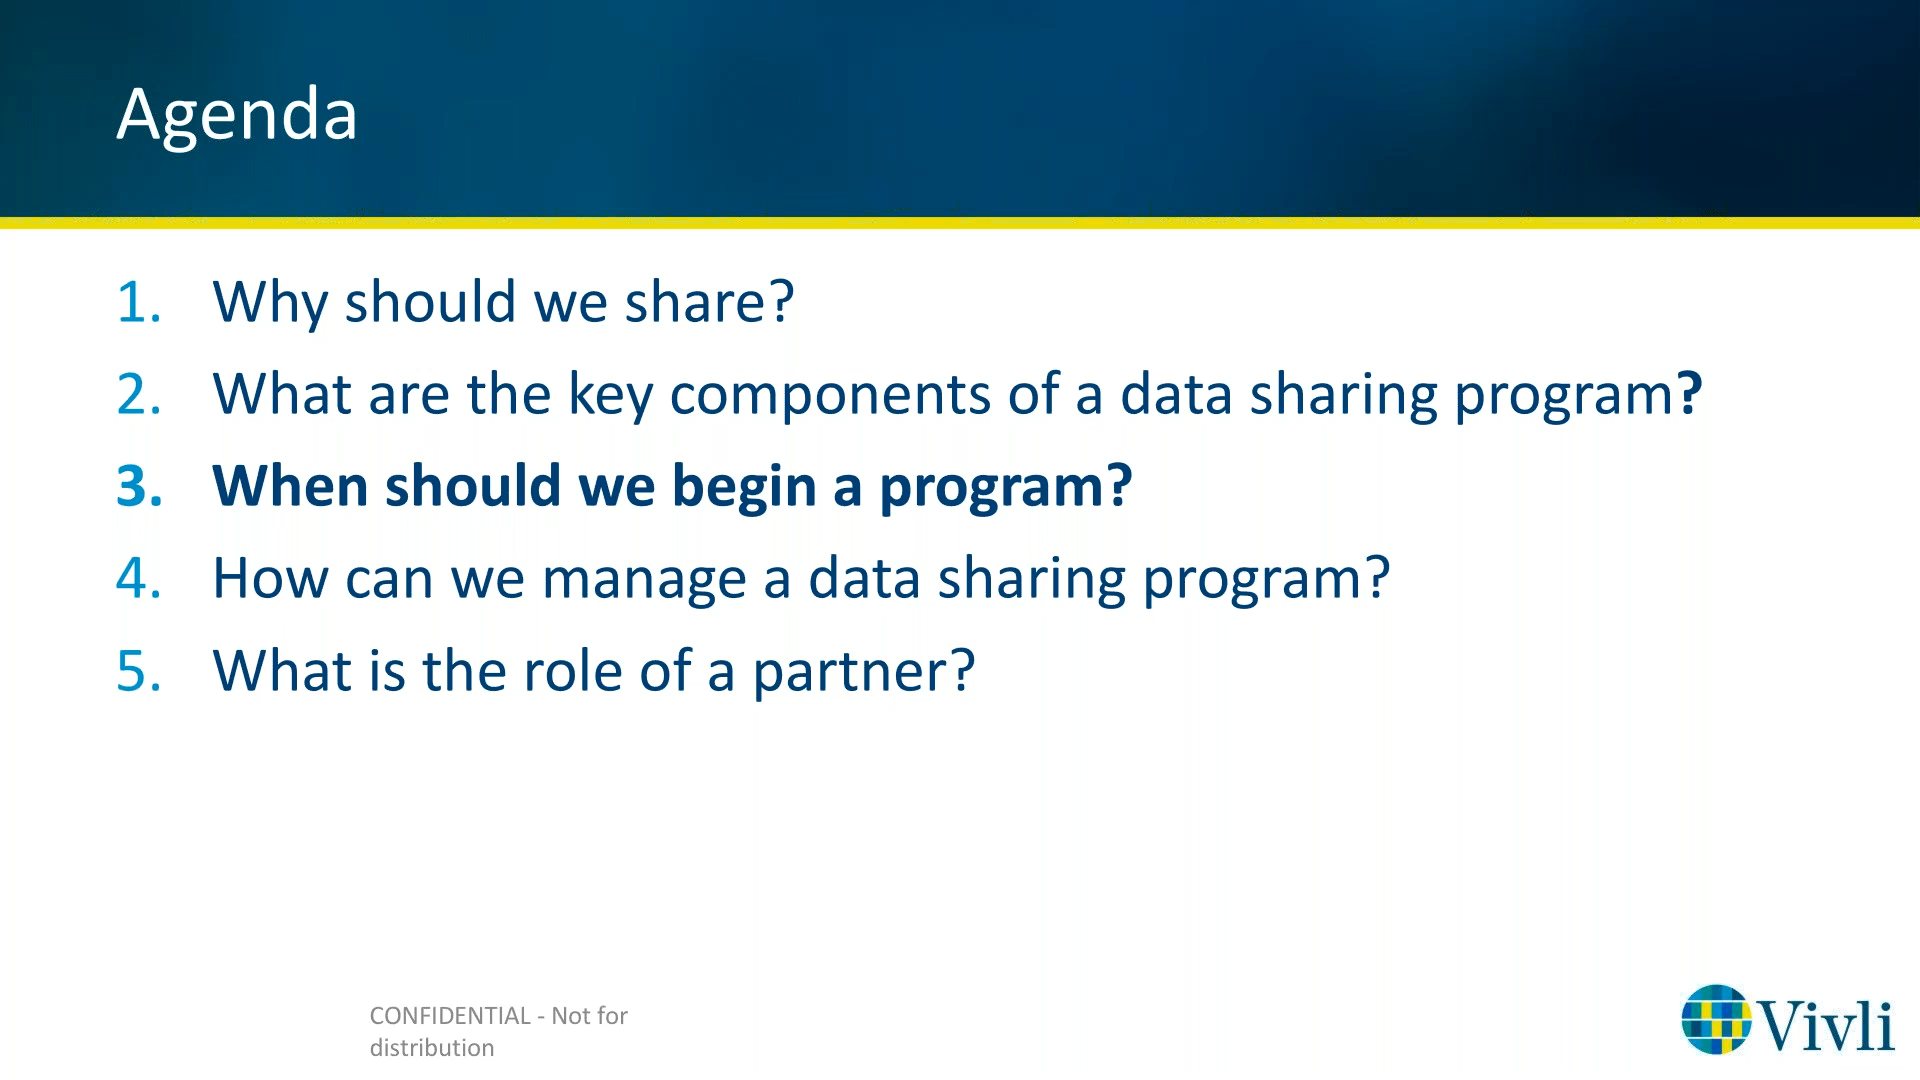 Agenda
1. Why should we share?
2. What are the key components of a data sharing program?
3. When should we begin a program?
4. How can we manage a data sharing program?
5. What is the role of a partner?
CONFIDENTIAL - Not for
distribution
Vivli